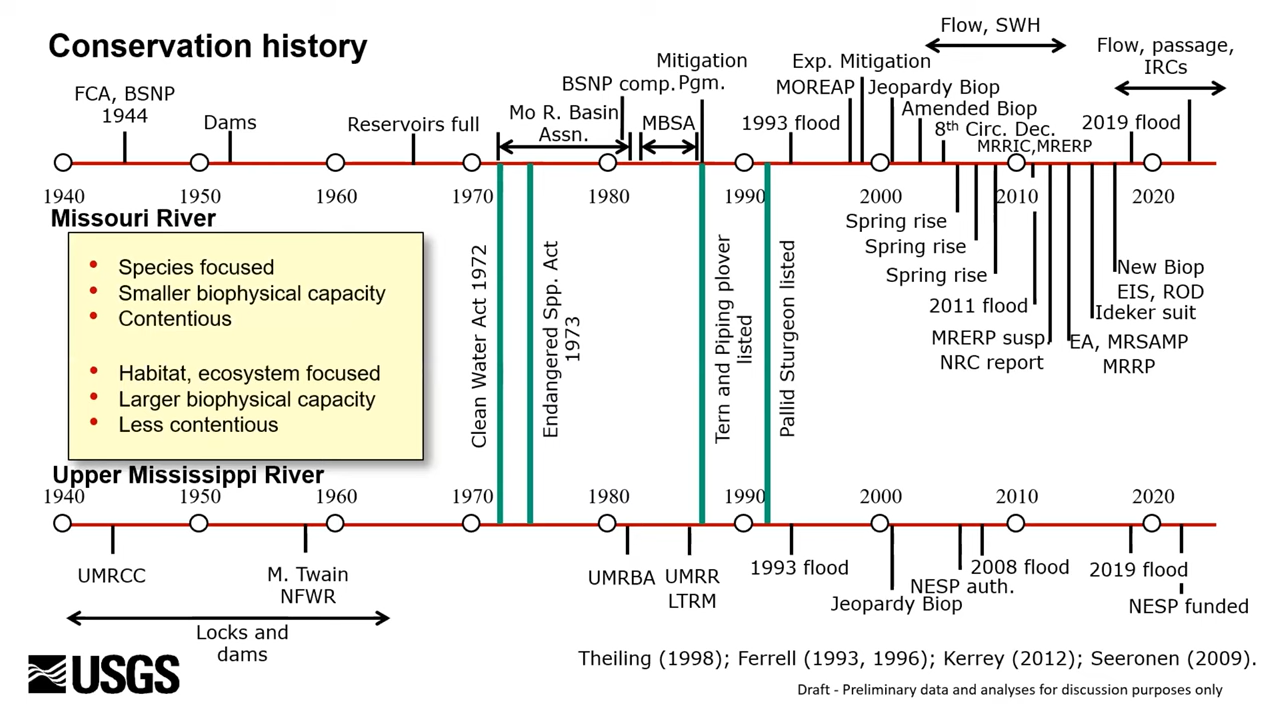 Conservation history
Flow, SWH
Flow, passage,
IRCs
Mitigation
Pgm.
Exp. Mitigation
BSNP comp.
MOREAP
Jeopardy Biop
FCA, BSNP
1944
Dams
Reservoirs full
Mo R. Basin
Assn.
MBSA
1993 flood
Amended Biop
8th Circ. Dec.
MRRIC,MRERP
2019 flood
1940
1950
1960
1970
1980
1990
2000
2010
2020
Missouri River
• Species focused
• Smaller biophysical capacity
• Contentious
• Habitat, ecosystem focused
• Larger biophysical capacity
• Less contentious
Clean Water Act 1972
Endangered Spp. Act
1973
Tern and Piping plover
listed
Pallid Sturgeon listed
Spring rise
Spring rise
Spring rise
2011 flood
MRERP susp.
NRC report
New Biop
EIS, ROD
Ideker suit
EA, MRSAMP
MRRP
Upper Mississippi River
1940
1950
1960
1970
1980
1990
2000
2010
2020
UMRCC
M. Twain
NFWR
UMRBA
UMRR
LTRM
1993 flood
Jeopardy Biop
NESP auth.
2008 flood
2019 flood
NESP funded
Locks and
dams
USGS
Theiling (1998); Ferrell (1993, 1996); Kerrey (2012); Seeronen (2009).
Draft - Preliminary data and analyses for discussion purposes only